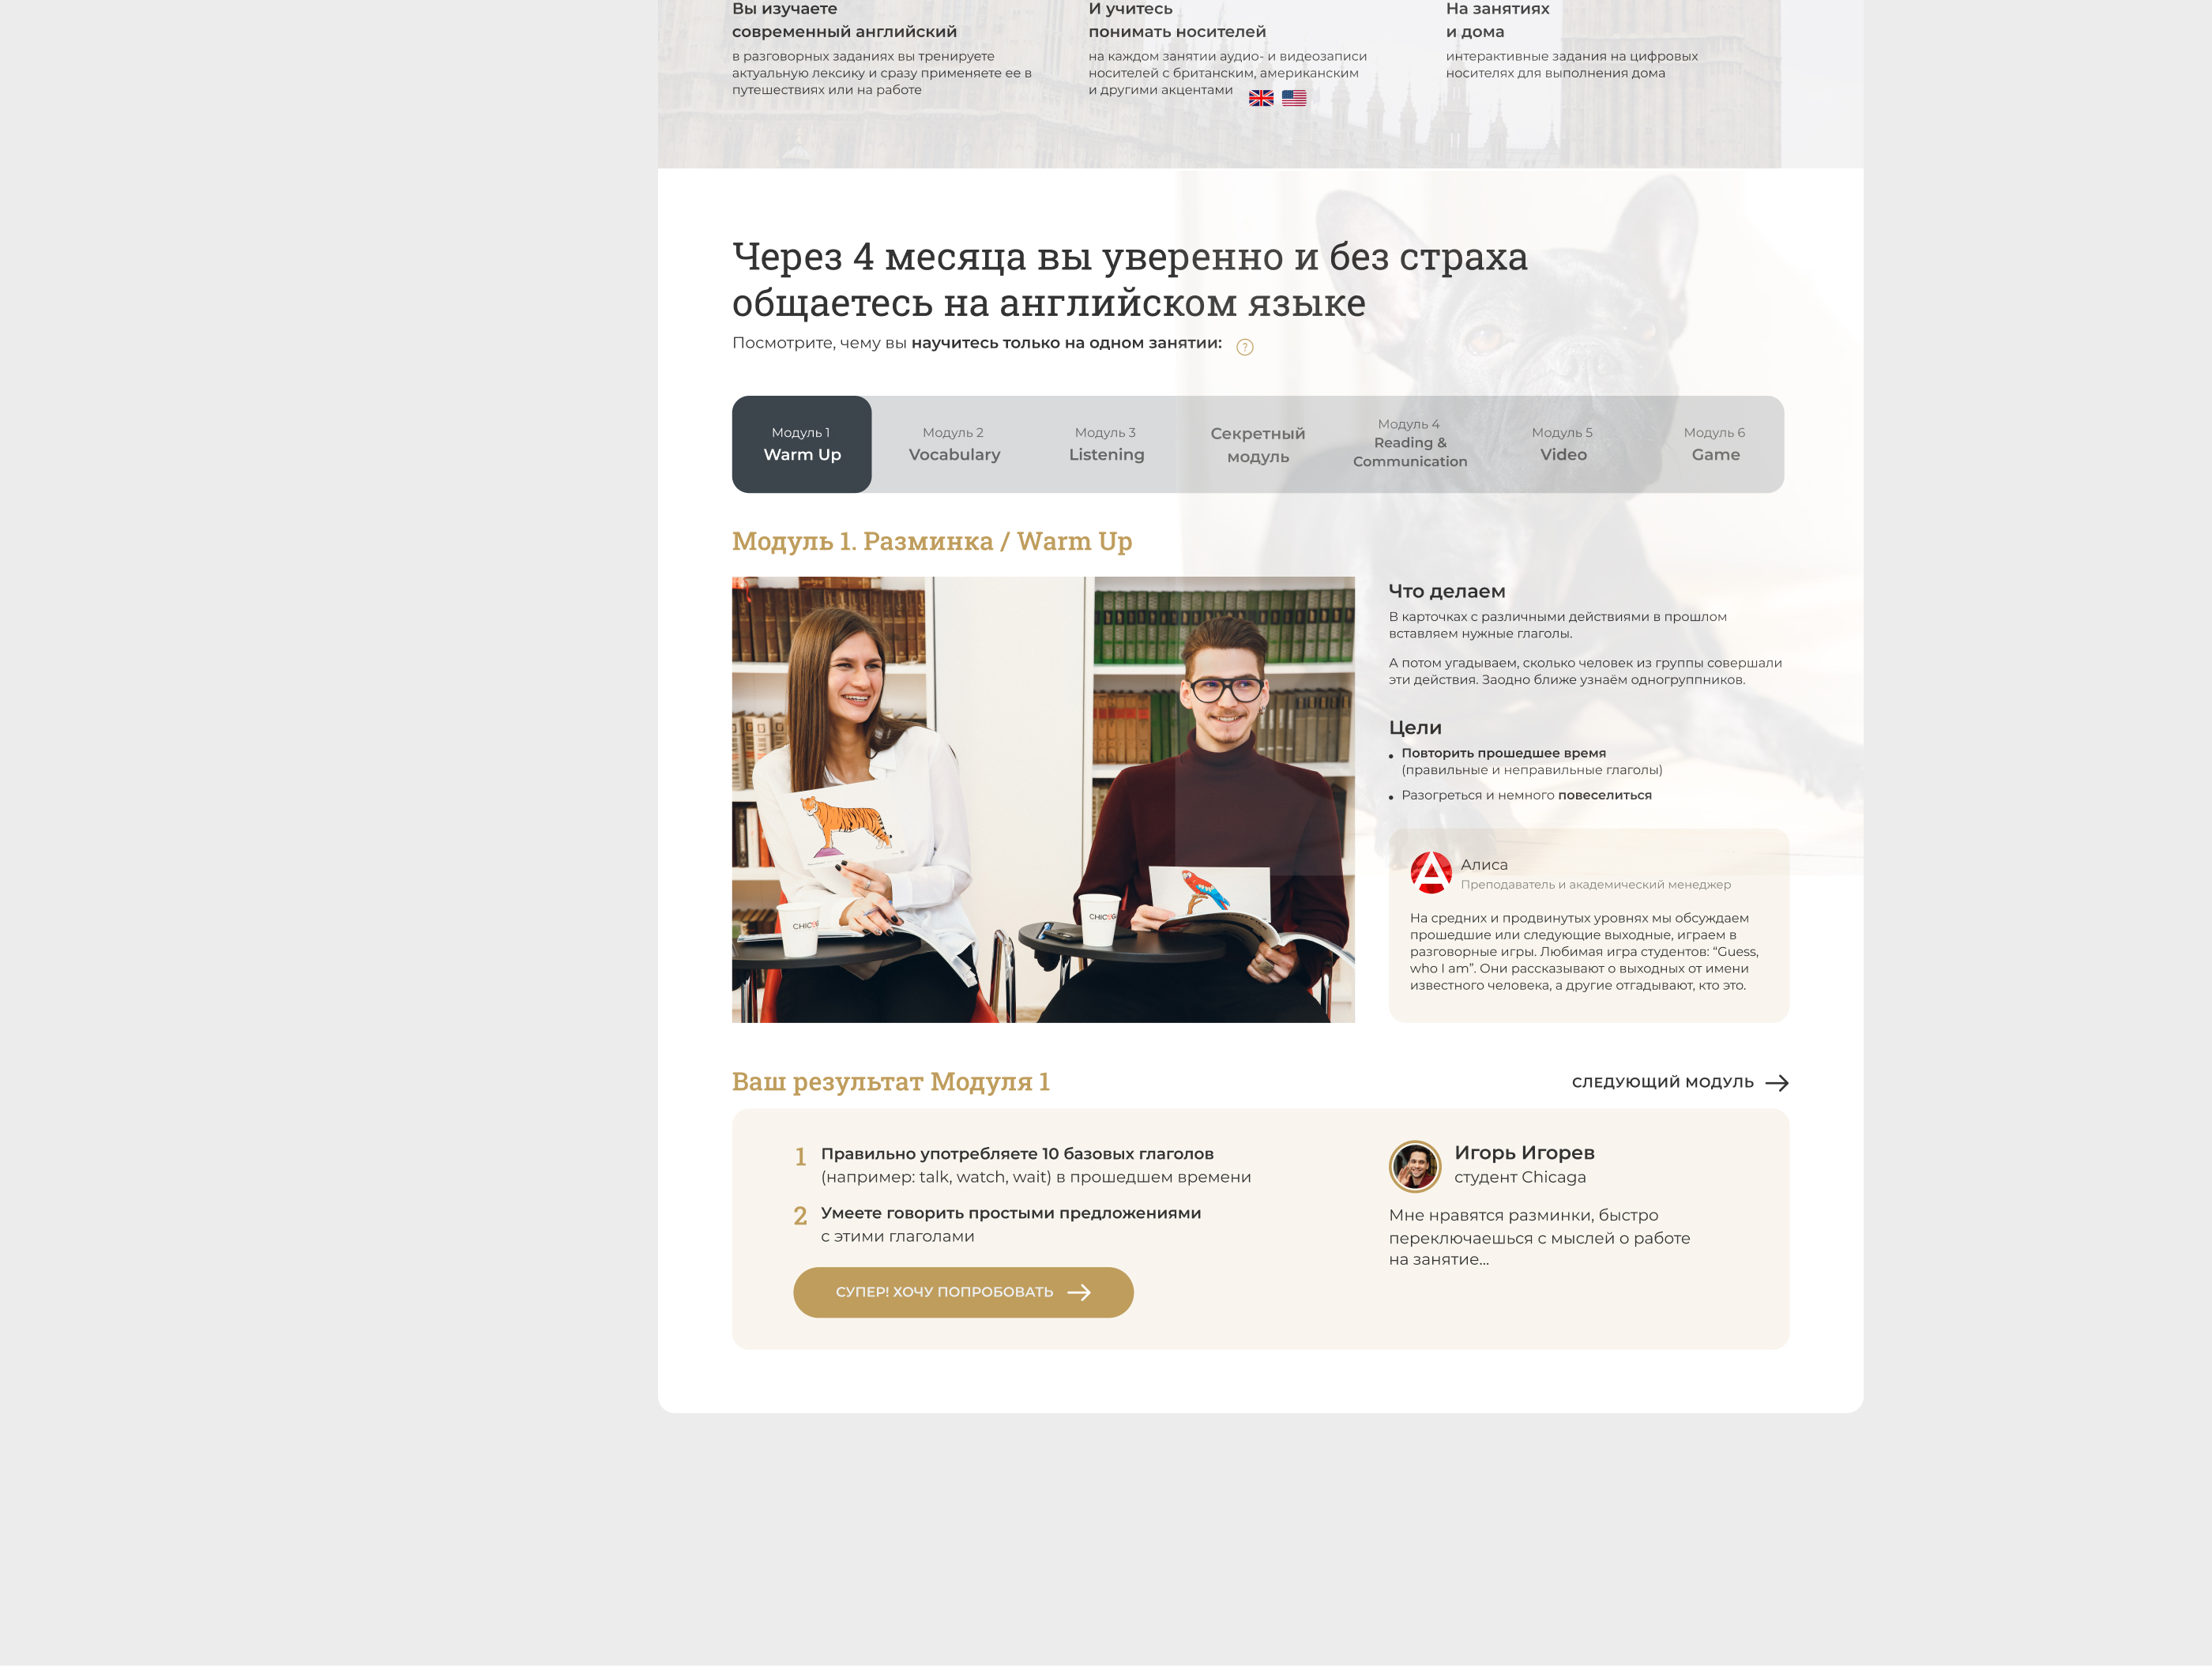 Вы изучаете
современный английский
в разговорных заданиях вы тренируете
актуальную лексику и сразу применяете ее в
путешествиях или на работе
И учитесь
понимать носителей
на каждом занятии аудио- и видеозаписи
носителей с британским, американским
и другими акцентами
На занятиях
и дома
интерактивные задания на цифровых
носителях для выполнения дома
Через 4 месяца вы уверенно и без страха
общаетесь на английском языке
Посмотрите, чему вы научитесь только на одном занятии: ?
Модуль 1
Warm Up
Модуль 2
Vocabulary
Модуль 3
Listening
Секретный
модуль
Модуль 4
Reading &
Communication
Модуль 5
Video
Модуль 6
Game
Модуль 1. Разминка / Warm Up
CHIC
CHICAG
Что делаем
В карточках с различными действиями в прошлом
вставляем нужные глаголы.
А потом угадываем, сколько человек из группы совершали
эти действия. Заодно ближе узнаём одногруппников.
Цели
• Повторить прошедшее время
(правильные и неправильные глаголы)
• Разогреться и немного повеселиться
Алиса
Преподаватель и академический менеджер
На средних и продвинутых уровнях мы обсуждаем
прошедшие или следующие выходные, играем в
разговорные игры. Любимая игра студентов: “Guess,
who I am”. Они рассказывают о выходных от имени
известного человека, а другие отгадывают, кто это.
Ваш результат Модуля 1
СЛЕДУЮЩИЙ МОДУЛЬ
1 Правильно употребляете 10 базовых глаголов
(например: talk, watch, wait) в прошедшем времени
2 Умеете говорить простыми предложениями
с этими глаголами
СУПЕР! ХОЧУ ПОПРОБОВАТЬ
Игорь Игорев
студент Chicaga
Мне нравятся разминки, быстро
переключаешься с мыслей о работе
на занятие...